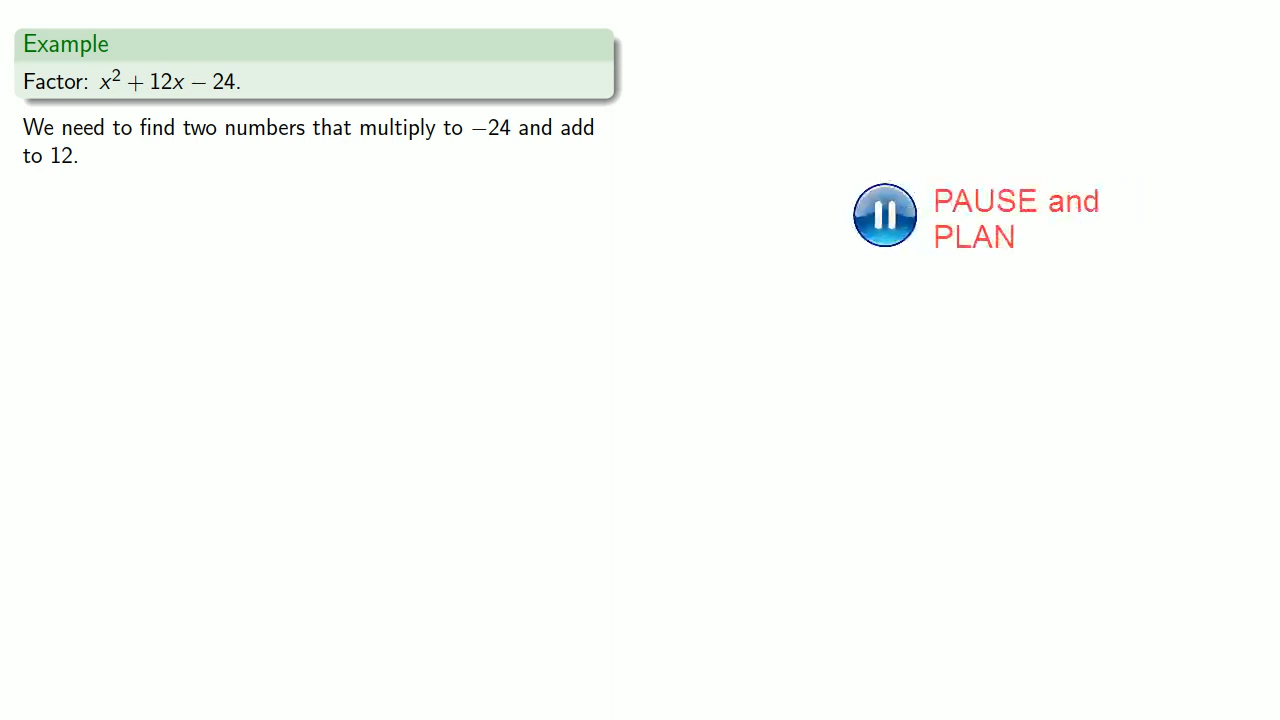 Example
Factor: x² + 12x − 24.
We need to find two numbers that multiply to −24 and add
to 12.
PAUSE and
PLAN